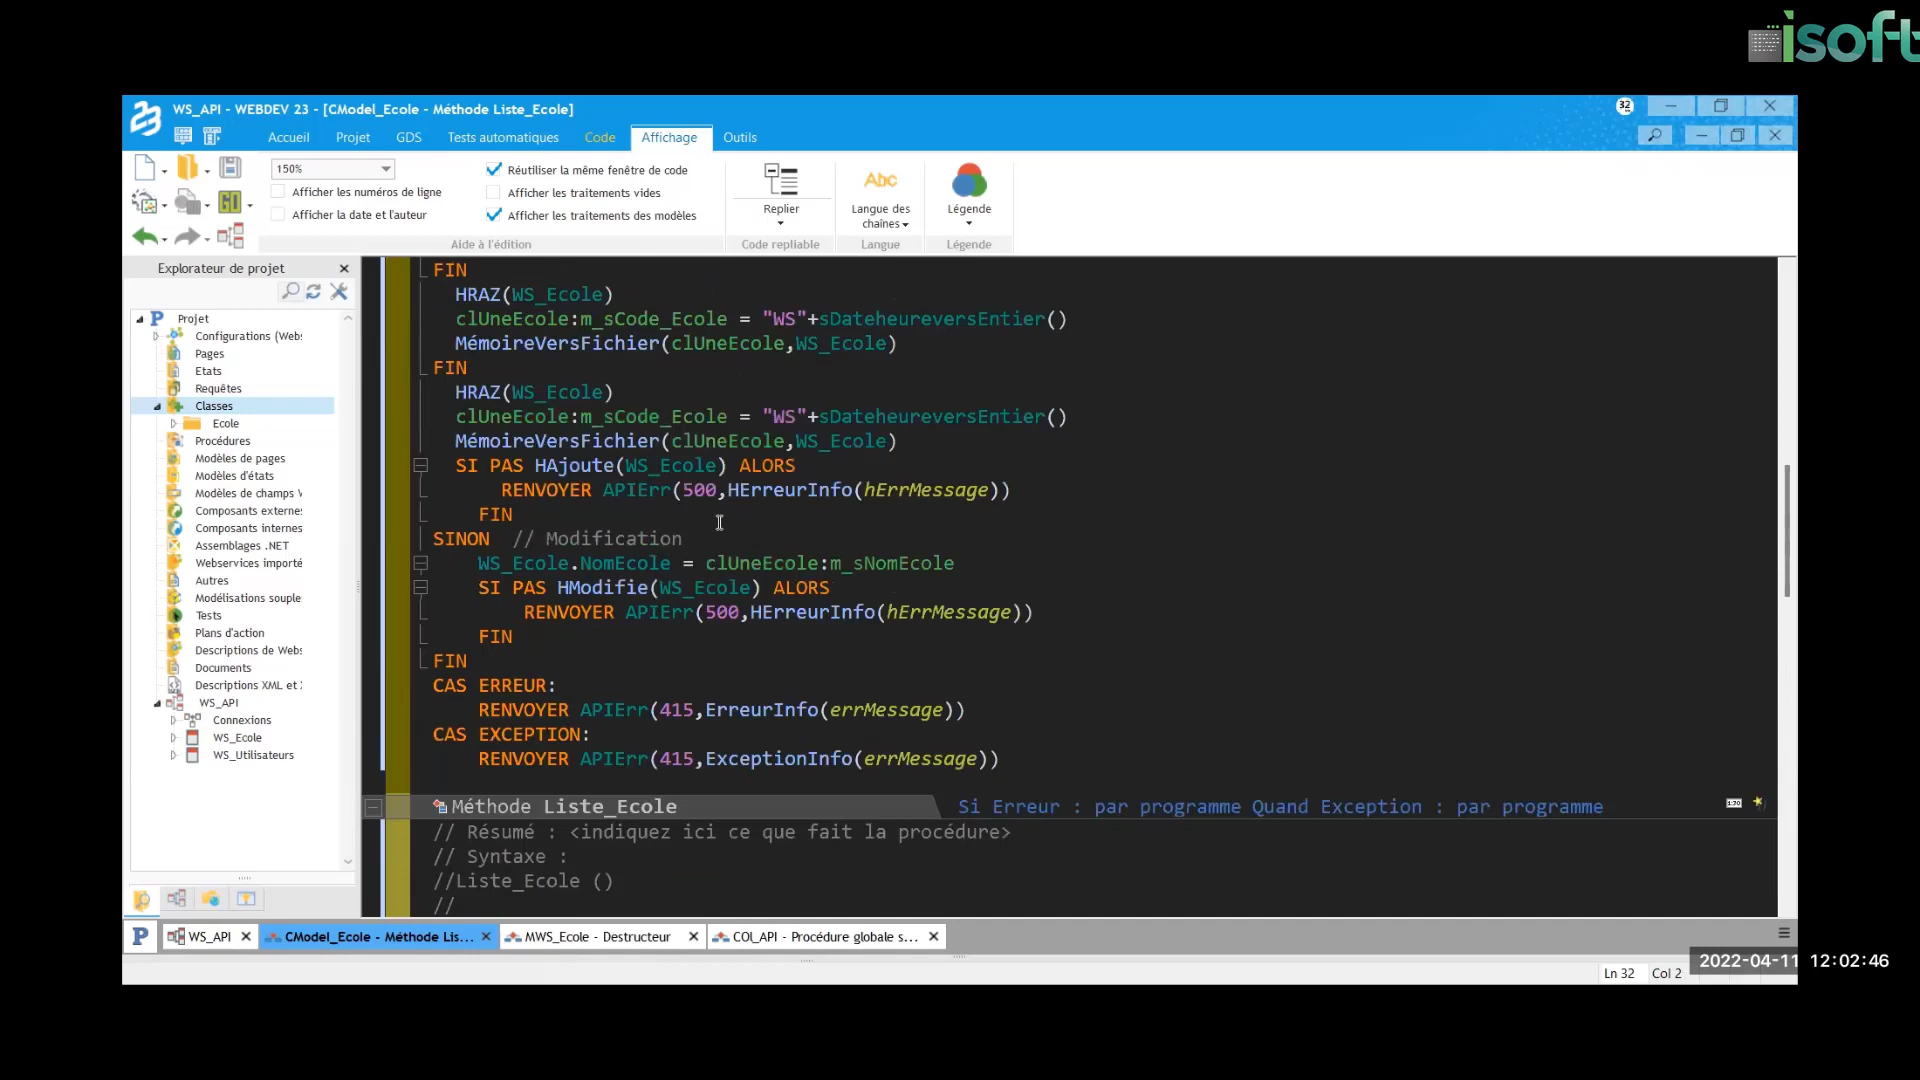 isoft
WS_API - WEBDEV 23 - [CModel_Ecole - Méthode Liste_Ecole]
32
Accueil Projet GDS Tests automatiques Code Affichage Outils
150%
Afficher les numéros de ligne
Afficher la date et l'auteur
Réutiliser la même fenêtre de code
Afficher les traitements vides
Afficher les traitements des modèles
Aide à l'édition
Replier
Code repliable
Abc
Langue des
chaînes
Langue
Légende
Légende
GO
Explorateur de projet
Projet
Configurations (Web:
Pages
Etats
Requêtes
Classes
Ecole
Procédures
Modèles de pages
Modèles d'états
Modèles de champs V
Composants externe:
Composants internes
Assemblages .NET
Webservices importé
Autres
Modélisations souple
Tests
Plans d'action
Descriptions de Webs
Documents
Descriptions XML et
WS_API
Connexions
WS_Ecole
WS_Utilisateurs
FIN
HRAZ(WS_Ecole)
clUneEcole:m_sCode_Ecole = "WS"+sDateheureversEntier()
MémoireVersFichier(clUneEcole,WS_Ecole)
FIN
HRAZ(WS_Ecole)
clUneEcole:m_sCode_Ecole = "WS"+sDateheureversEntier()
MémoireVersFichier(clUneEcole,WS_Ecole)
SI PAS HAjoute(WS_Ecole) ALORS
RENVOYER APIErr(500,HErreurInfo(hErrMessage))
FIN
SINON // Modification
WS_Ecole.NomEcole = clUneEcole:m_sNomEcole
SI PAS HModifie(WS_Ecole) ALORS
RENVOYER APIErr(500,HErreurInfo(hErrMessage))
FIN
FIN
CAS ERREUR:
RENVOYER APIErr(415,ErreurInfo(errMessage))
CAS EXCEPTION:
RENVOYER APIErr(415,ExceptionInfo(errMessage))
Méthode Liste_Ecole Si Erreur : par programme Quand Exception : par programme
// Résumé : <indiquez ici ce que fait la procédure>
// Syntaxe :
//Liste_Ecole ()
//
WS_API CModel_Ecole - Méthode Lis... MWS_Ecole - Destructeur COL_API - Procédure globale s...
2022-04-11 12:02:46
Ln 32 Col 2